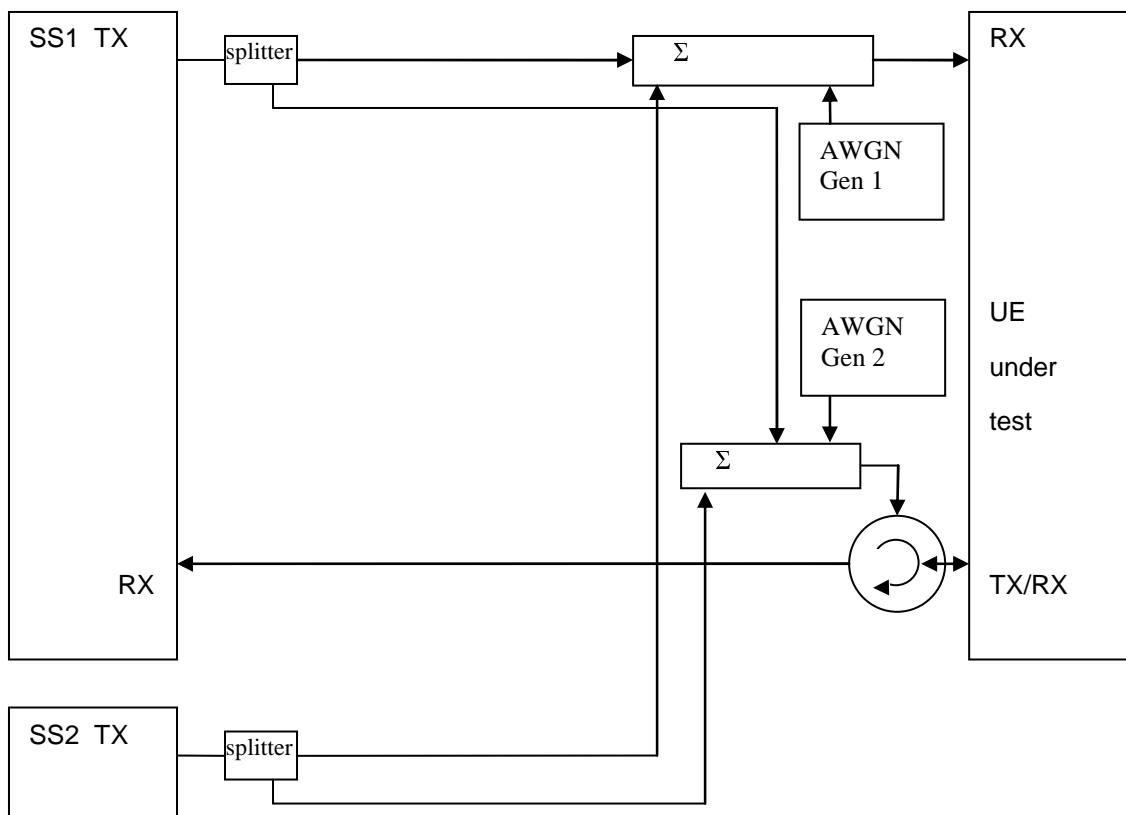 SS1 TX
splitter
Σ
RX
AWGN
Gen 1
AWGN
Gen 2
UE
under
test
Σ
RX
TX/RX
SS2 TX
splitter